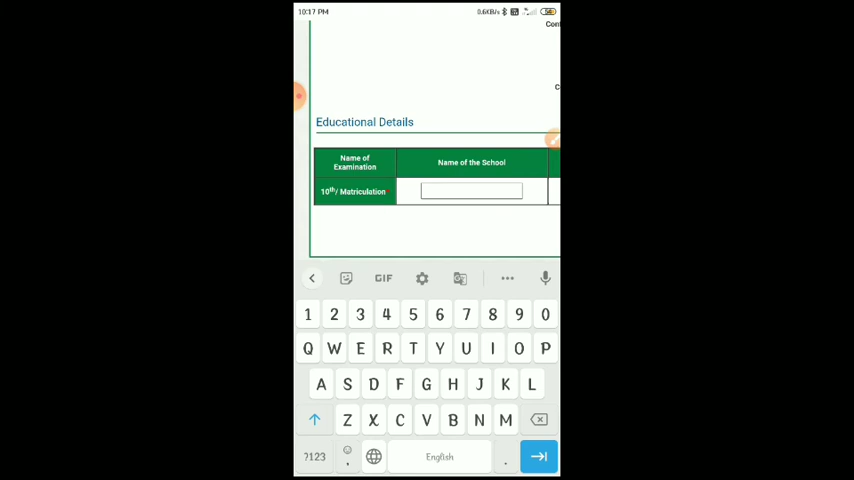 10:17 PM
0.6KB/s
Educational Details
Name of
Examination
Name of the School
10th/ Matriculation*
GIF
1 2 3 4 5 6 7 8 9 0
Q W E R T Y U I O P
A S D F G H J K L
Z X C V B N M
?123 , English .